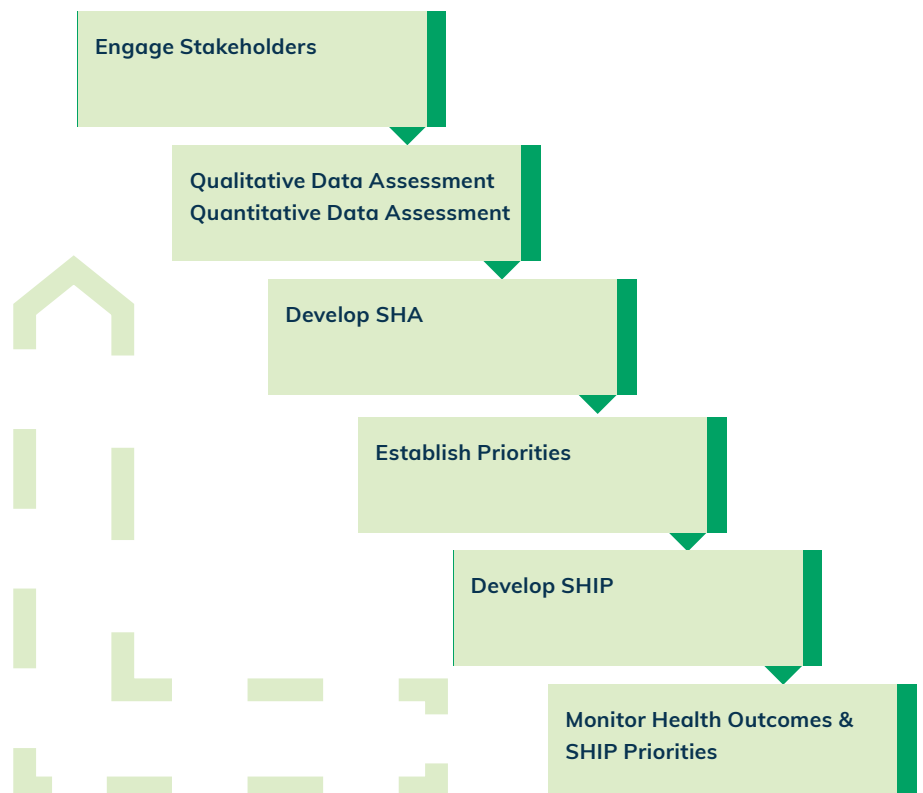 Engage Stakeholders
Qualitative Data Assessment
Quantitative Data Assessment
Develop SHA
Establish Priorities
Develop SHIP
Monitor Health Outcomes &
SHIP Priorities